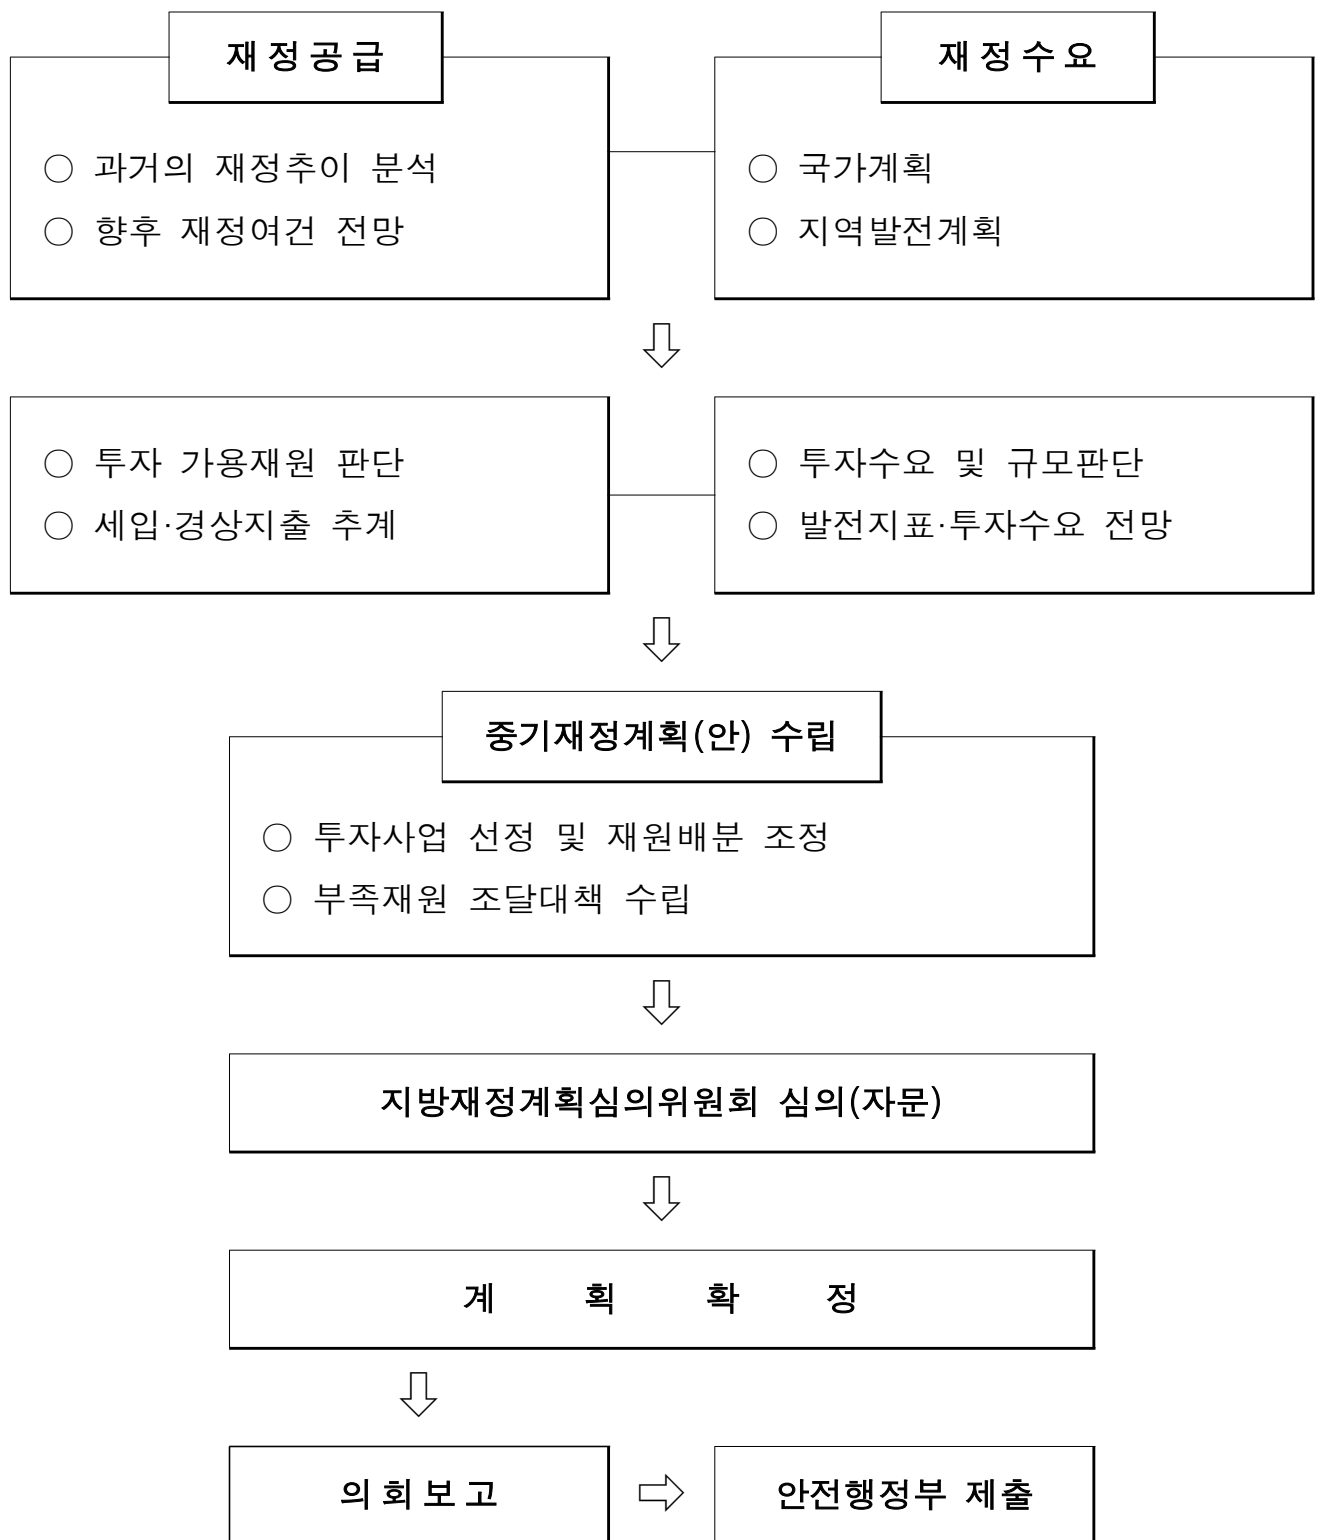 재정공급
○ 과거의 재정추이 분석
○ 향후 재정여건 전망
재정수요
○ 국가계획
○ 지역발전계획
○ 투자 가용재원 판단
○ 세입·경상지출 추계
○ 투자수요 및 규모판단
○ 발전지표·투자수요 전망
중기재정계획(안) 수립
○ 투자사업 선정 및 재원배분 조정
○ 부족재원 조달대책 수립
지방재정계획심의위원회 심의(자문)
계 획 확 정
의회보고
안전행정부 제출